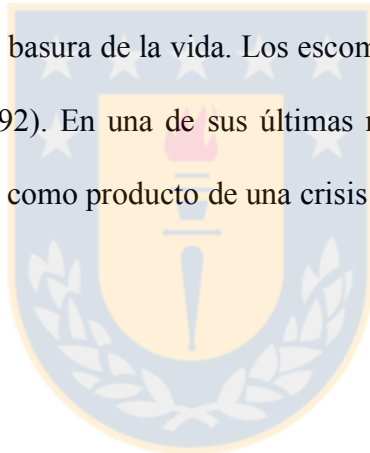 basura de la vida. Los escom
92). En una de sus últimas
como producto de una crisis